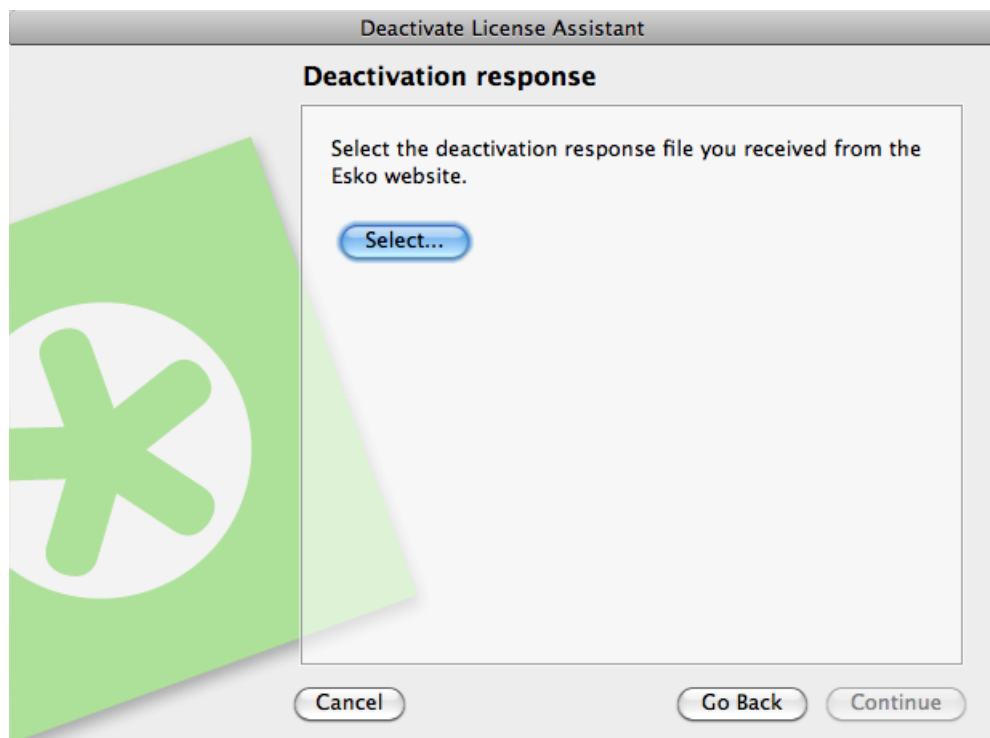 Deactivate License Assistant
Deactivation response
Select the deactivation response file you received from the
Esko website.
Select...
Cancel
Go Back
Continue